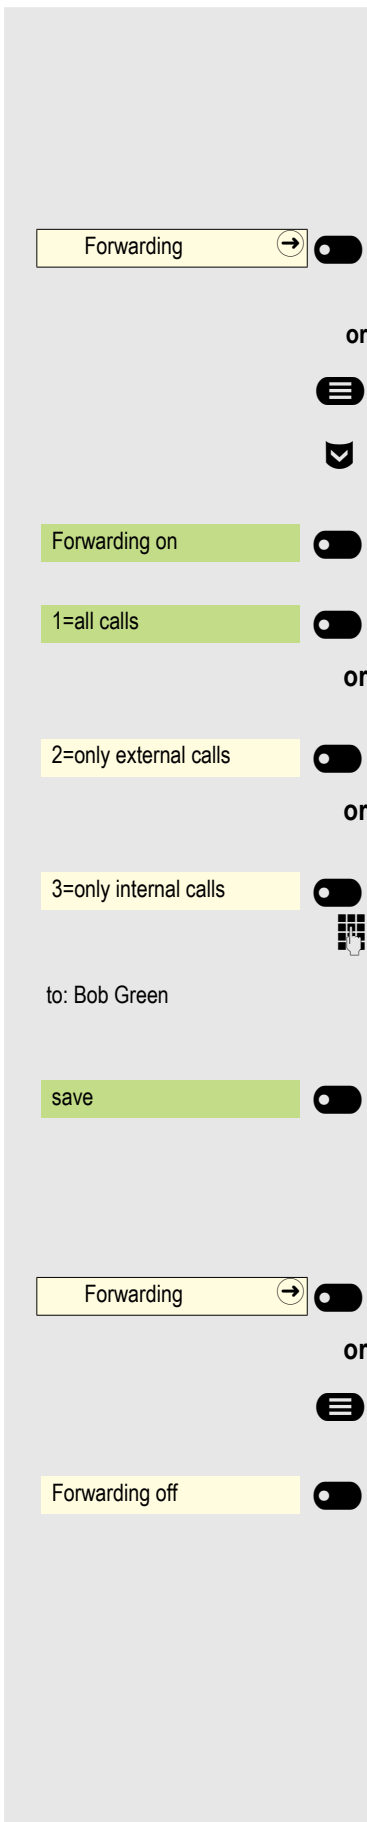 Forwarding
or
Forwarding on
1=all calls
or
2=only external calls
or
3=only internal calls
to: Bob Green
save
Forwarding
or
Forwarding off